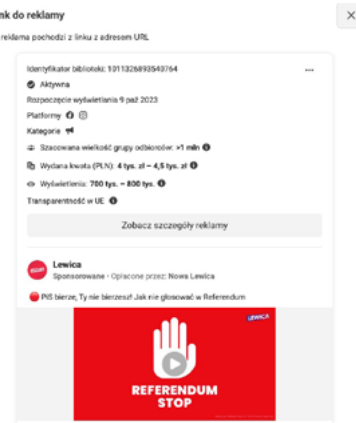 nk do reklamy
reklama pochodzi z linku z adresem URL
Identyfikator biblioteki: 1011326893540764
Aktywna
Rozpoczęcie wyświetlania 9 paź 2023
Platformy
Kategorie
Szacowana wielkość grupy odbiorców: >1 mln
Wydana kwota (PLN): 4 tys. zł – 4,5 tys. zł
Wyświetlenia: 700 tys. – 800 tys.
Transparentność w UE
Zobacz szczegóły reklamy
Lewica
Sponsorowane · Opłacone przez: Nowa Lewica
PiS bierze, Ty nie bierzesz! Jak nie głosować w Referendum
LEWICA
REFERENDUM
STOP